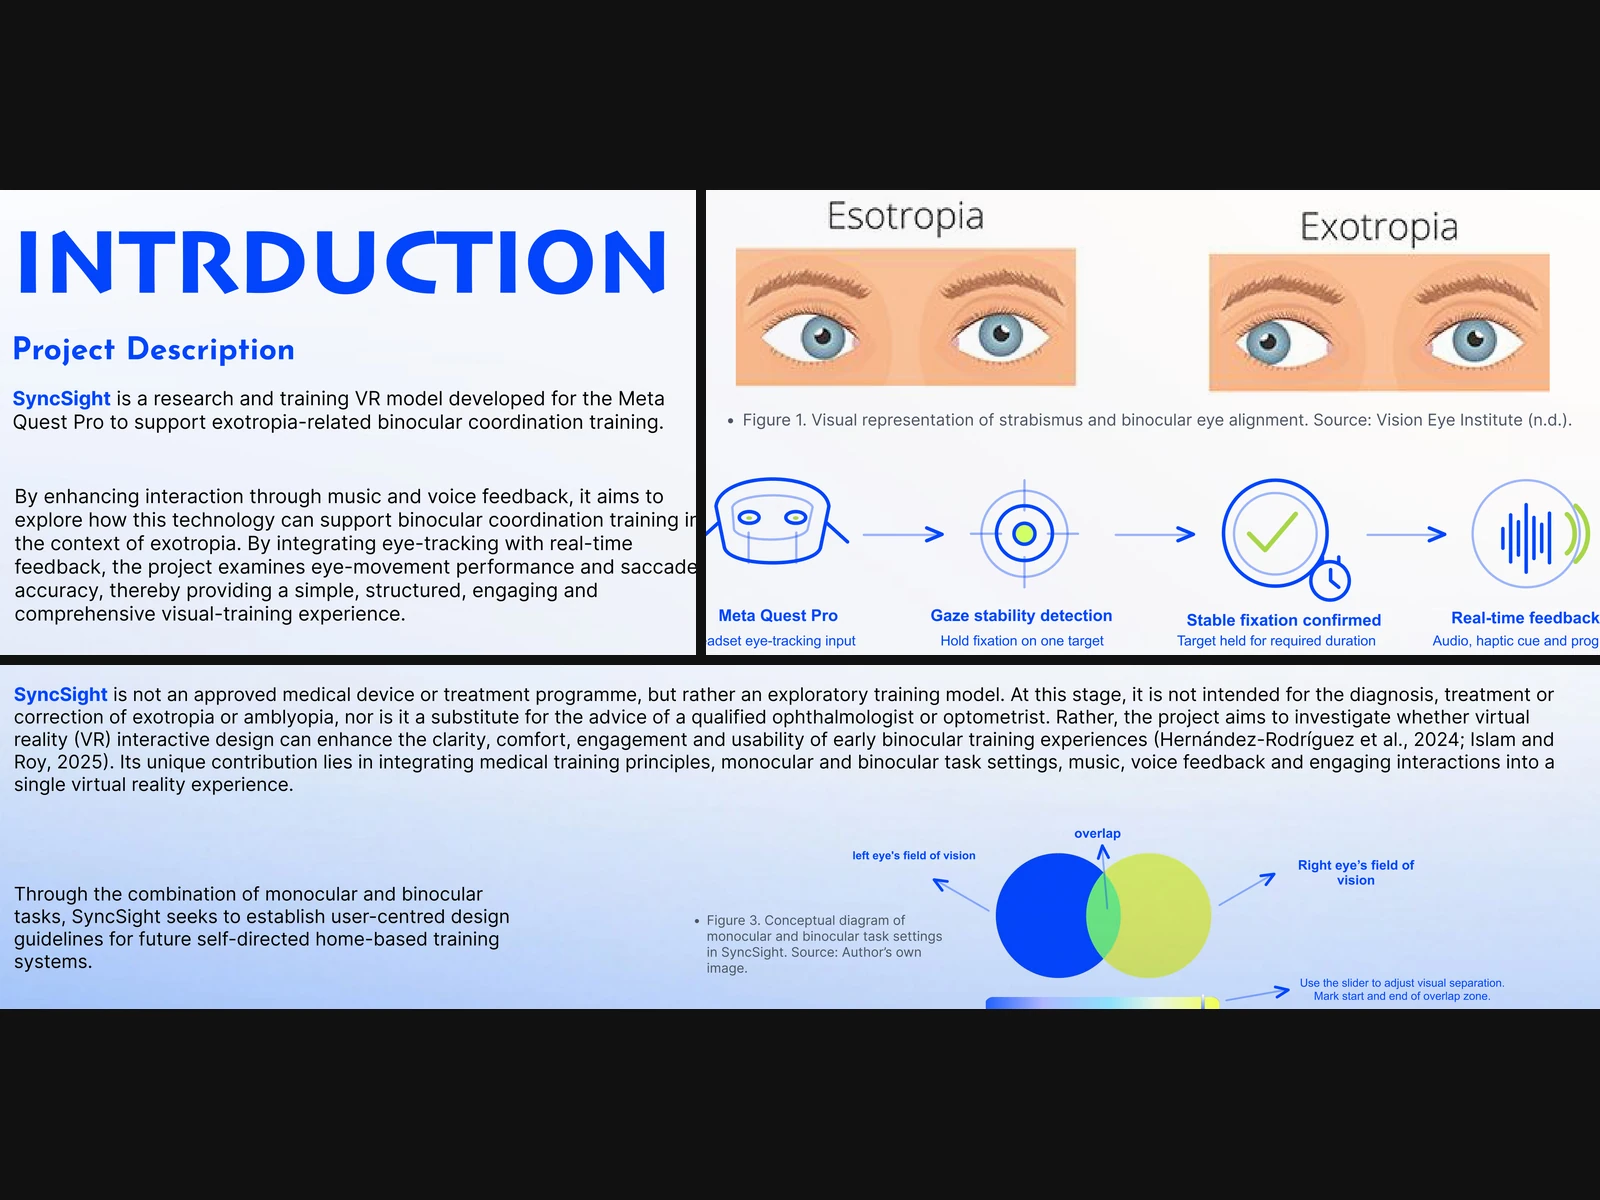 INTRDUCTION
Project Description
SyncSight is a research and training VR model developed for the Meta
Quest Pro to support exotropia-related binocular coordination training.
By enhancing interaction through music and voice feedback, it aims to
explore how this technology can support binocular coordination training in
the context of exotropia. By integrating eye-tracking with real-time
feedback, the project examines eye-movement performance and saccade
accuracy, thereby providing a simple, structured, engaging and
comprehensive visual-training experience.
Esotropia
Exotropia
• Figure 1. Visual representation of strabismus and binocular eye alignment. Source: Vision Eye Institute (n.d.).
Meta Quest Pro
adset eye-tracking input
Gaze stability detection
Hold fixation on one target
Stable fixation confirmed
Target held for required duration
Real-time feedback
Audio, haptic cue and prog
SyncSight is not an approved medical device or treatment programme, but rather an exploratory training model. At this stage, it is not intended for the diagnosis, treatment or
correction of exotropia or amblyopia, nor is it a substitute for the advice of a qualified ophthalmologist or optometrist. Rather, the project aims to investigate whether virtual
reality (VR) interactive design can enhance the clarity, comfort, engagement and usability of early binocular training experiences (Hernández-Rodríguez et al., 2024; Islam and
Roy, 2025). Its unique contribution lies in integrating medical training principles, monocular and binocular task settings, music, voice feedback and engaging interactions into a
single virtual reality experience.
Through the combination of monocular and binocular
tasks, SyncSight seeks to establish user-centred design
guidelines for future self-directed home-based training
systems.
• Figure 3. Conceptual diagram of
monocular and binocular task settings
in SyncSight. Source: Author's own
image.
overlap
left eye's field of vision
Right eye's field of
vision
Use the slider to adjust visual separation.
Mark start and end of overlap zone.